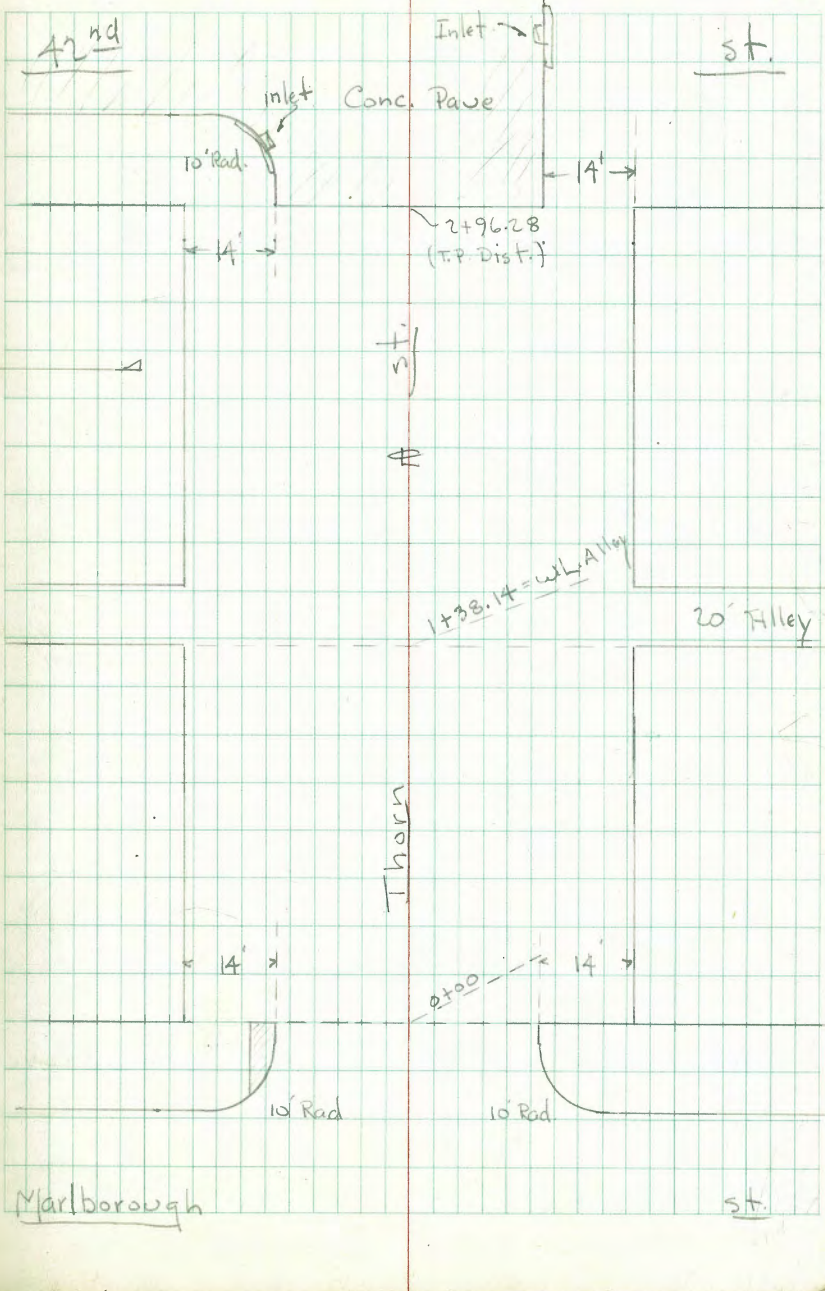 42nd st.
Inlet
inlet Conc. Pave
10' Rad.
14'
2+96.28
14' (T.P. Dist.)
st.
1+38.14 = W.L. Alley
20' Alley
Thorn
14' 14'
0+00
10' Rad 10' Rad.
Marlborough st.